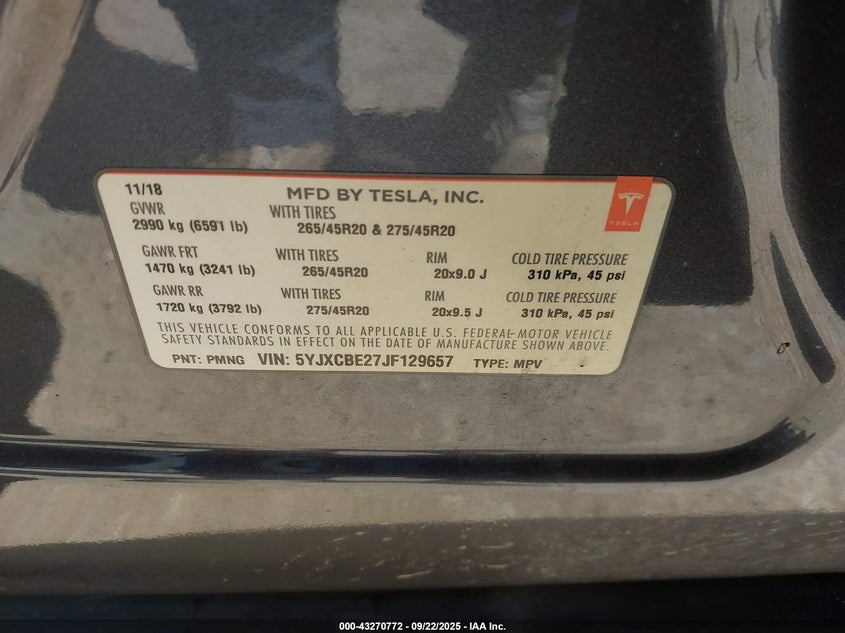 11/18
MFD BY TESLA, INC.
TESLA
GVWR WITH TIRES
2990 kg (6591 lb) 265/45R20 & 275/45R20
GAWR FRT WITH TIRES RIM COLD TIRE PRESSURE
1470 kg (3241 lb) 265/45R20 20x9.0 J 310 kPa, 45 psi
GAWR RR WITH TIRES RIM COLD TIRE PRESSURE
1720 kg (3792 lb) 275/45R20 20x9.5 J 310 kPa, 45 psi
THIS VEHICLE CONFORMS TO ALL APPLICABLE U.S. FEDERAL MOTOR VEHICLE
SAFETY STANDARDS IN EFFECT ON THE DATE OF MANUFACTURE SHOWN ABOVE.
PNT: PMNG VIN: 5YJXCBE27JF129657 TYPE: MPV
000-43270772 - 09/22/2025 - IAA Inc.